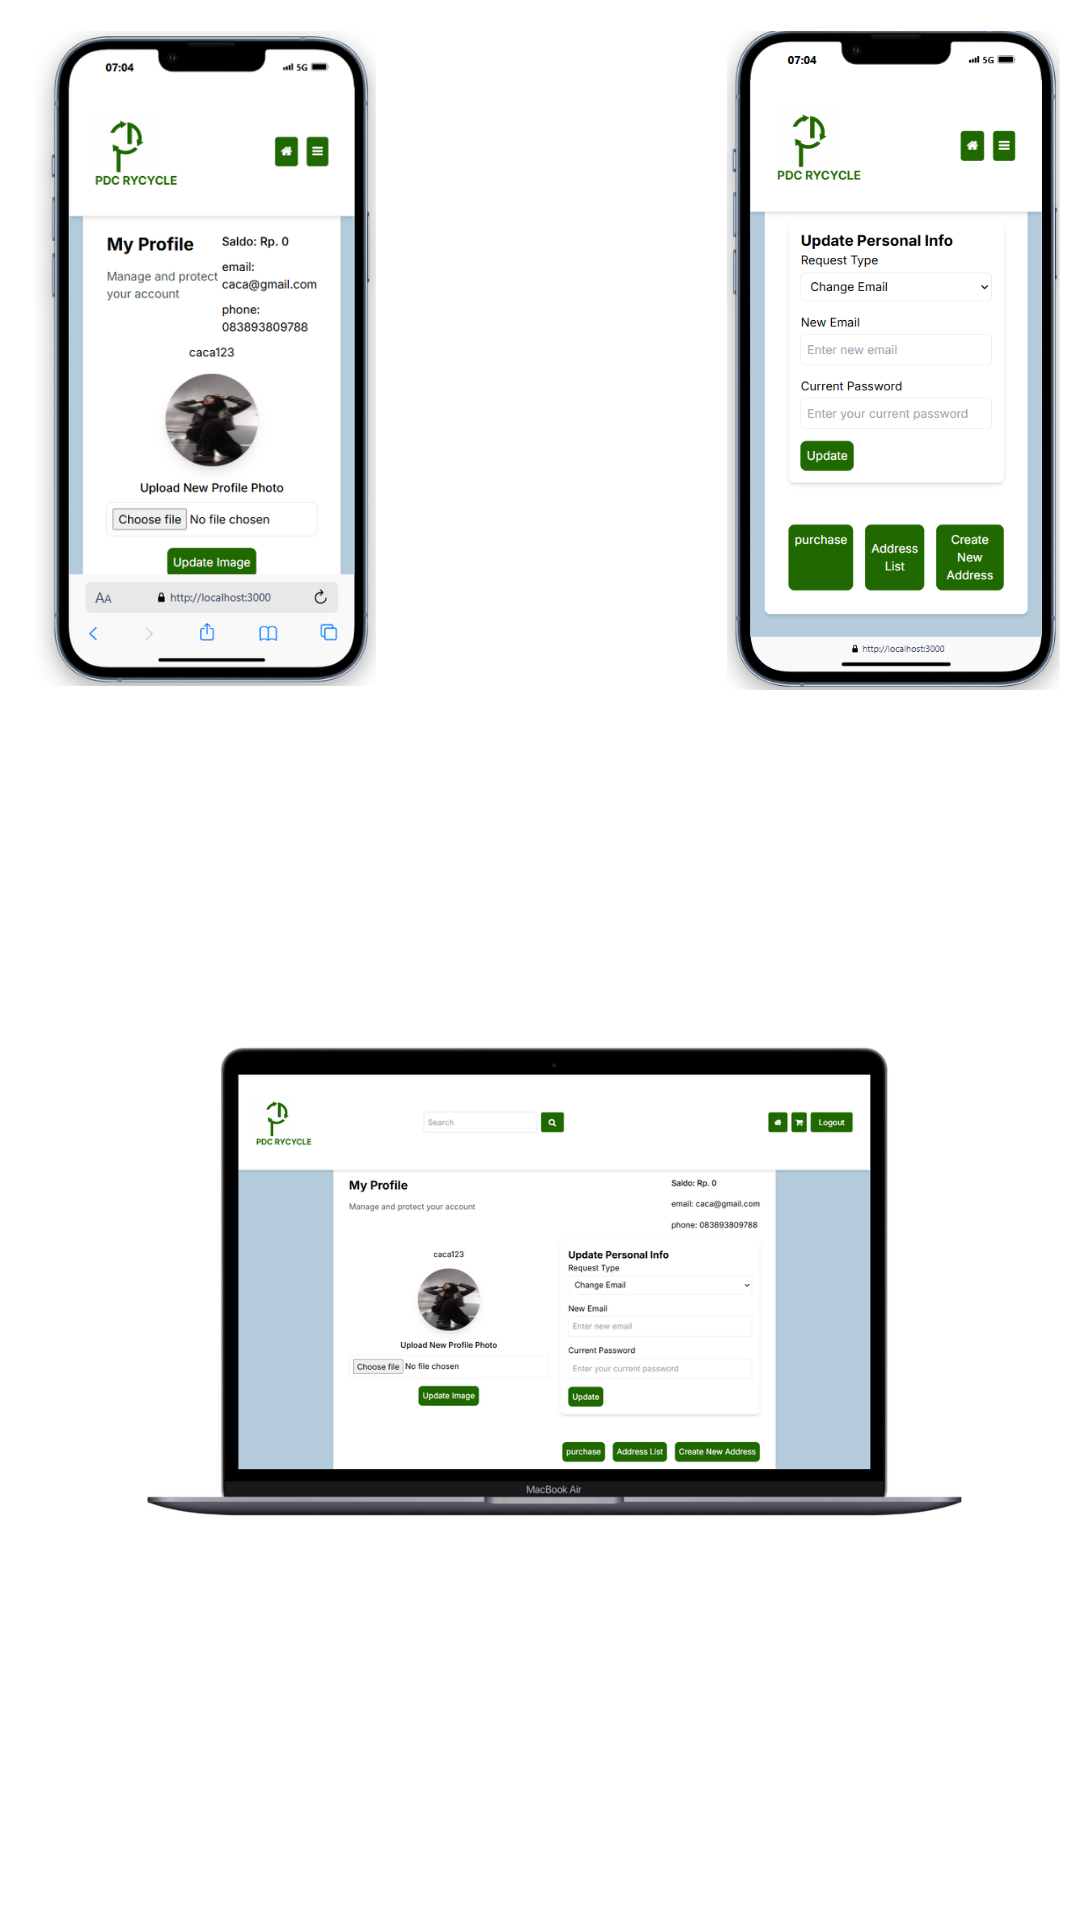 07:04
5G
PDC RYCYCLE
My Profile
Manage and protect
your account
Saldo: Rp. 0
email:
caca@gmail.com
phone:
083893809788
caca123
Upload New Profile Photo
Choose file No file chosen
Update Image
AA http://localhost:3000
07:04
5G
PDC RYCYCLE
Update Personal Info
Request Type
Change Email
New Email
Enter new email
Current Password
Enter your current password
Update
purchase
Address
List
Create
New
Address
http://localhost:3000
PDC RYCYCLE
Search
Logout
My Profile
Manage and protect your account
Saldo: Rp. 0
email: caca@gmail.com
phone: 083893809788
caca123
Upload New Profile Photo
Choose file No file chosen
Update Image
Update Personal Info
Request Type
Change Email
New Email
Enter new email
Current Password
Enter your current password
Update
purchase
Address List
Create New Address
MacBook Air